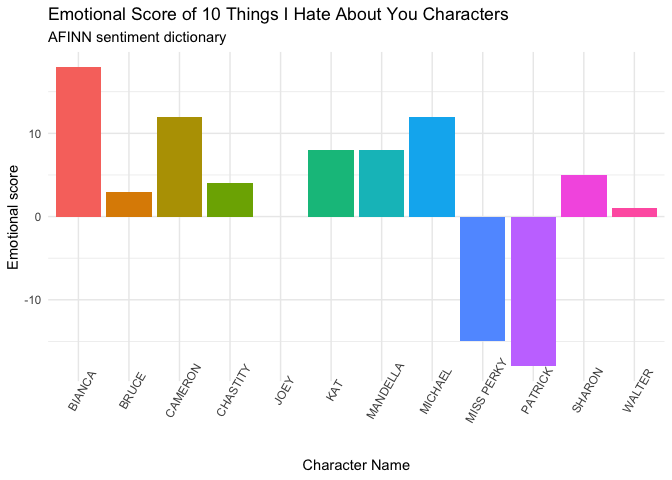 Emotional Score of 10 Things I Hate About You Characters
AFINN sentiment dictionary
Emotional score
10
0
-10
BIANCA
BRUCE
CAMERON
CHASTITY
JOEY
KAT
MANDELLA
MICHAEL
MISS PERKY
PATRICK
SHARON
WALTER
Character Name